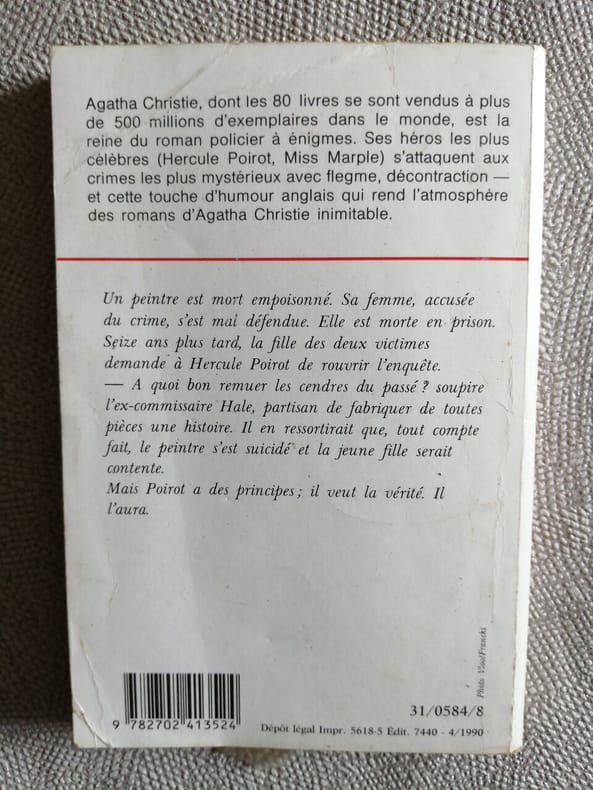 Agatha Christie, dont les 80 livres se sont vendus à plus
de 500 millions d'exemplaires dans le monde, est la
reine du roman policier à énigmes. Ses héros les plus
célèbres (Hercule Poirot, Miss Marple) s'attaquent aux
crimes les plus mystérieux avec flegme, décontraction —
et cette touche d'humour anglais qui rend l'atmosphère
des romans d'Agatha Christie inimitable.
Un peintre est mort empoisonné. Sa femme, accusée
du crime, s'est mal défendue. Elle est morte en prison.
Seize ans plus tard, la fille des deux victimes
demande à Hercule Poirot de rouvrir l'enquête.
— A quoi bon remuer les cendres du passé ? soupire
l'ex-commissaire Hale, partisan de fabriquer de toutes
pièces une histoire. Il en ressortirait que, tout compte
fait, le peintre s'est suicidé et la jeune fille serait
contente.
Mais Poirot a des principes ; il veut la vérité. Il
l'aura.
Photo Vloo/Francki
31/0584/8
9 782702 413524
Dépôt légal Impr. 5618-5 Édit. 7440 - 4/1990